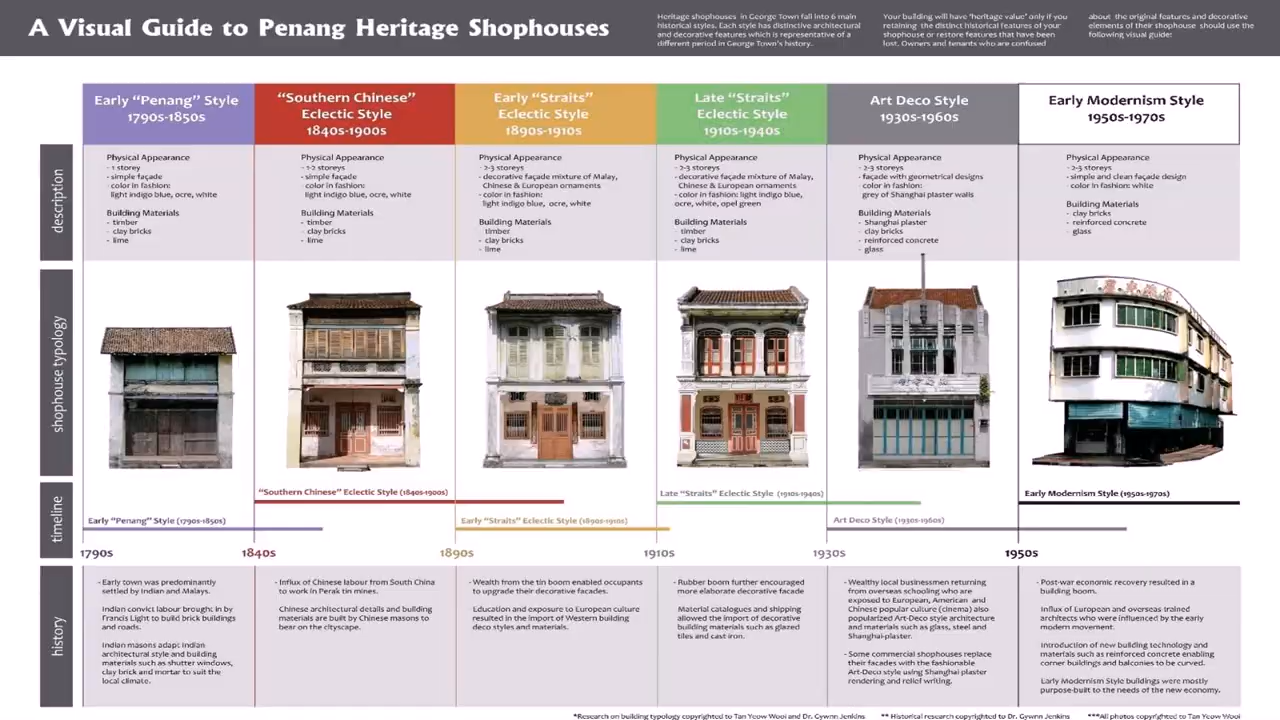 A Visual Guide to Penang Heritage Shophouses
Heritage shophouses in George Town fall into 6 main
historical styles. Each style has distinctive architectural
and decorative features which is representative of a
different period in George Town's history.
Your building will have 'heritage value' only if you
retaining the distinct historical features of your
shophouse or restore features that have been
lost. Owners and tenants who are confused
about the original features and decorative
elements of their shophouse should use the
following visual guide:
Early "Penang" Style
1790s-1850s
"Southern Chinese"
Eclectic Style
1840s-1900s
Early "Straits"
Eclectic Style
1890s-1910s
Late "Straits"
Eclectic Style
1910s-1940s
Art Deco Style
1930s-1960s
Early Modernism Style
1950s-1970s
description
Physical Appearance
- 1 storey
- simple façade
- color in fashion:
light indigo blue, ocre, white
Building Materials
- timber
- clay bricks
- lime
Physical Appearance
- 1-2 storeys
- simple façade
- color in fashion:
light indigo blue, ocre, white
Building Materials
- timber
- clay bricks
- lime
Physical Appearance
- 2-3 storeys
- decorative façade mixture of Malay,
Chinese & European ornaments
- color in fashion:
light indigo blue, ocre, white
Building Materials
timber
- clay bricks
- lime
Physical Appearance
- 2-3 storeys
- decorative façade mixture of Malay,
Chinese & European ornaments
- color in fashion: light indigo blue,
ocre, white, opel green
Building Materials
- timber
- clay bricks
- lime
Physical Appearance
- 2-3 storeys
- façade with geometrical designs
- color in fashion:
grey of Shanghai plaster walls
Building Materials
- Shanghai plaster
- clay bricks
- reinforced concrete
- glass
Physical Appearance
- 2-3 storeys
- simple and clean façade design
- color in fashion: white
Building Materials
- clay bricks
- reinforced concrete
- glass
shophouse typology
timeline
"Southern Chinese" Eclectic Style (1840s-1900s)
Late "Straits" Eclectic Style (1910s-1940s)
Early Modernism Style (1950s-1970s)
Early "Penang" Style (1790s-1850s)
Early "Straits" Eclectic Style (1890s-1910s)
Art Deco Style (1930s-1960s)
1790s
1840s
1890s
1910s
1930s
1950s
history
- Early town was predominantly
settled by Indian and Malays.
Indian convict labour brought in by
Francis Light to build brick buildings
and roads.
Indian masons adapt Indian
architectural style and building
materials such as shutter windows,
clay brick and mortar to suit the
local climate.
- Influx of Chinese labour from South China
to work in Perak tin mines.
Chinese architectural details and building
materials are built by Chinese masons to
bear on the cityscape.
- Wealth from the tin boom enabled occupants
to upgrade their decorative facades.
Education and exposure to European culture
resulted in the import of Western building
deco styles and materials.
- Rubber boom further encouraged
more elaborate decorative facade
Material catalogues and shipping
allowed the import of decorative
building materials such as glazed
tiles and cast iron.
- Wealthy local businessmen returning
from overseas schooling who are
exposed to European, American and
Chinese popular culture (cinema) also
popularized Art-Deco style architecture
and materials such as glass, steel and
Shanghai-plaster.
- Some commercial shophouses replace
their facades with the fashionable
Art-Deco style using Shanghai plaster
rendering and relief writing.
- Post-war economic recovery resulted in a
building boom.
Influx of European and overseas trained
architects who were influenced by the early
modern movement.
Introduction of new building technology and
materials such as reinforced concrete enabling
corner buildings and balconies to be curved.
Early Modernism Style buildings were mostly
purpose-built to the needs of the new economy.
*Research on building typology copyrighted to Tan Yeow Wooi and Dr. Gywnn Jenkins
** Historical research copyrighted to Dr. Gywnn Jenkins
***All photos copyrighted to Tan Yeow Wooi